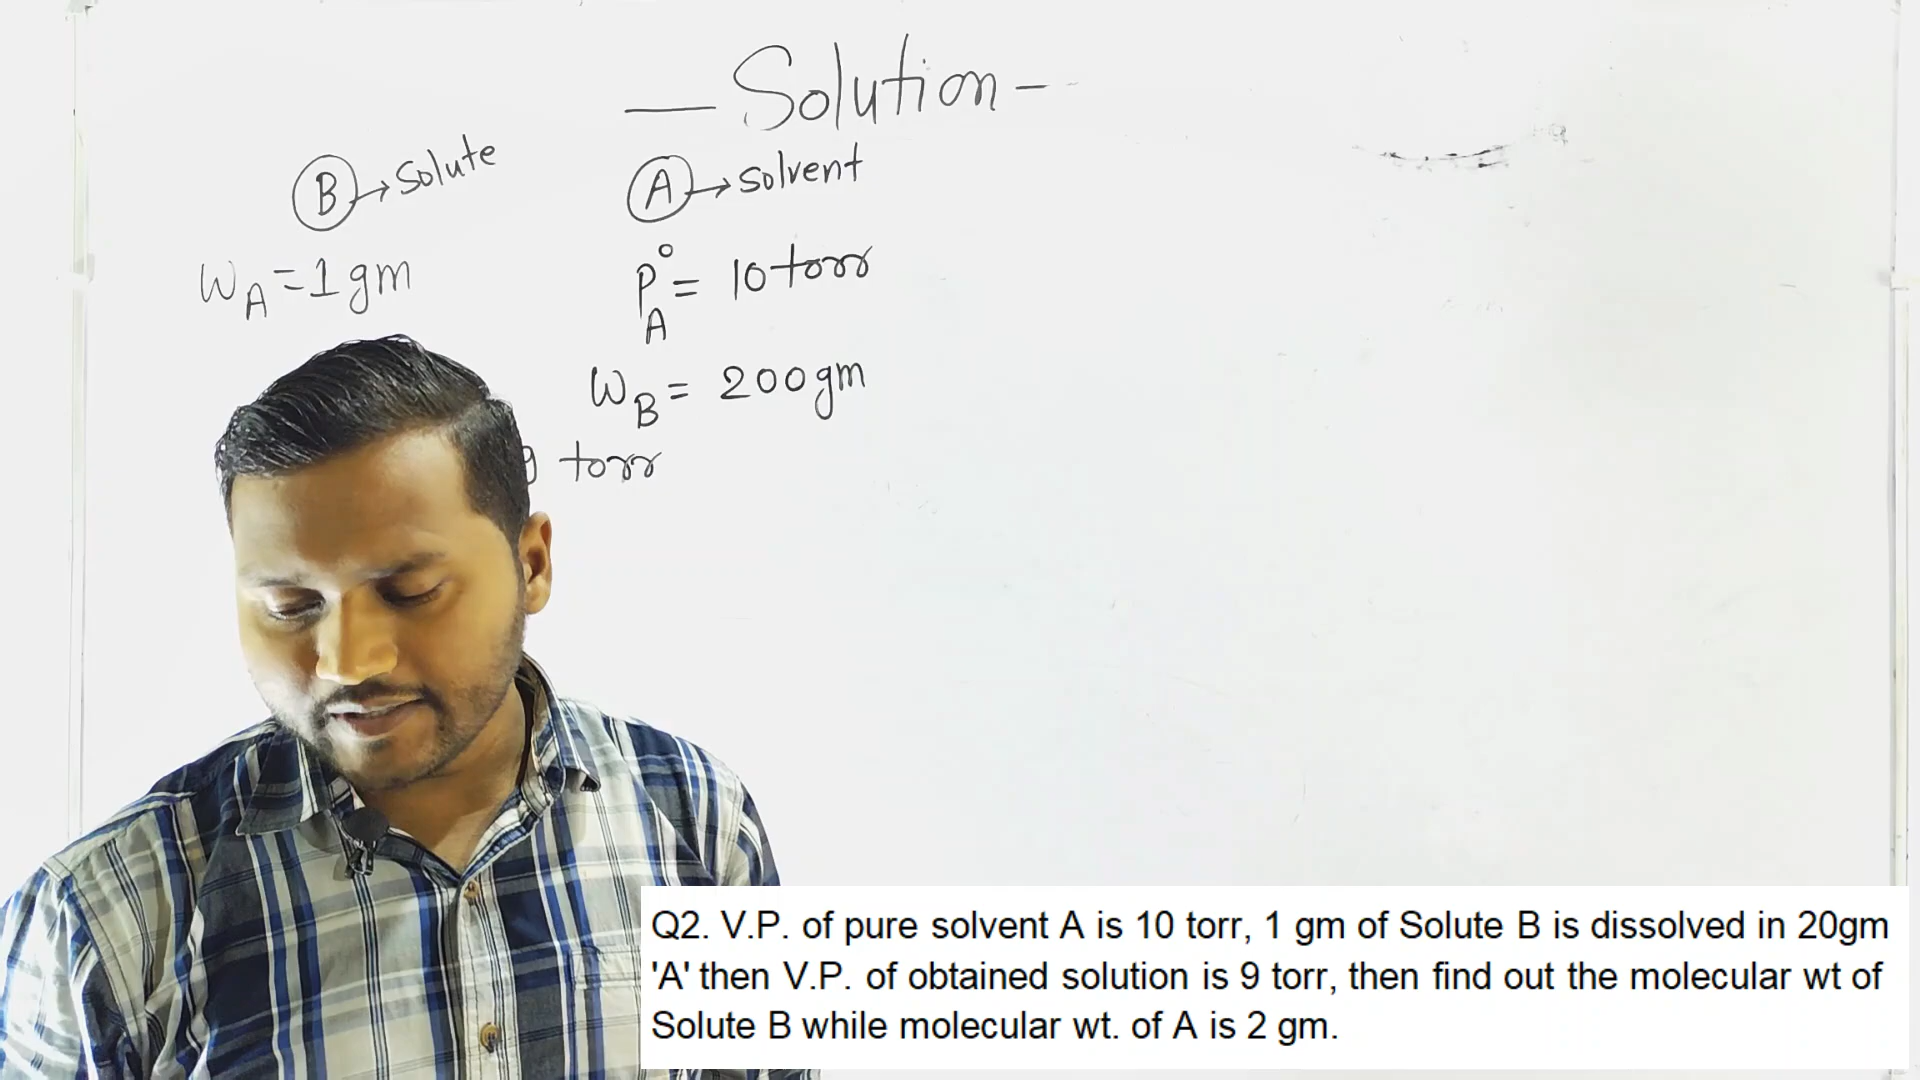 — Solution -
B → Solute
A → solvent
W_A = 1 gm
P°_A = 10 torr
W_B = 200 gm
9 torr
Q2. V.P. of pure solvent A is 10 torr, 1 gm of Solute B is dissolved in 20gm
'A' then V.P. of obtained solution is 9 torr, then find out the molecular wt of
Solute B while molecular wt. of A is 2 gm.